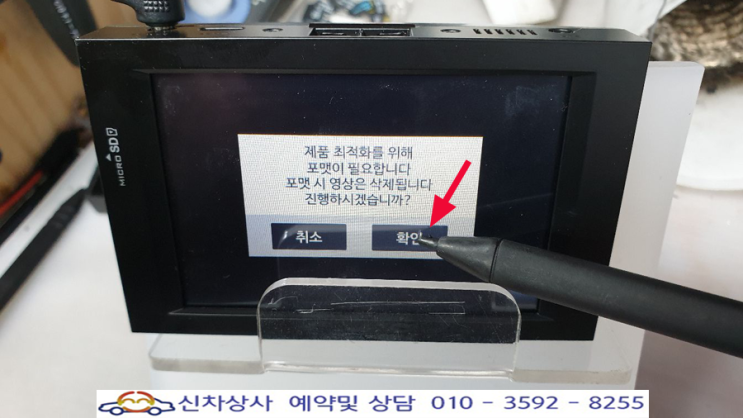 MICRO SD
제품 최적화를 위해
포맷이 필요합니다
포맷 시 영상은 삭제됩니다
진행하시겠습니까?
취소
확인
신차상사 예약및 상담 010 - 3592 - 8255